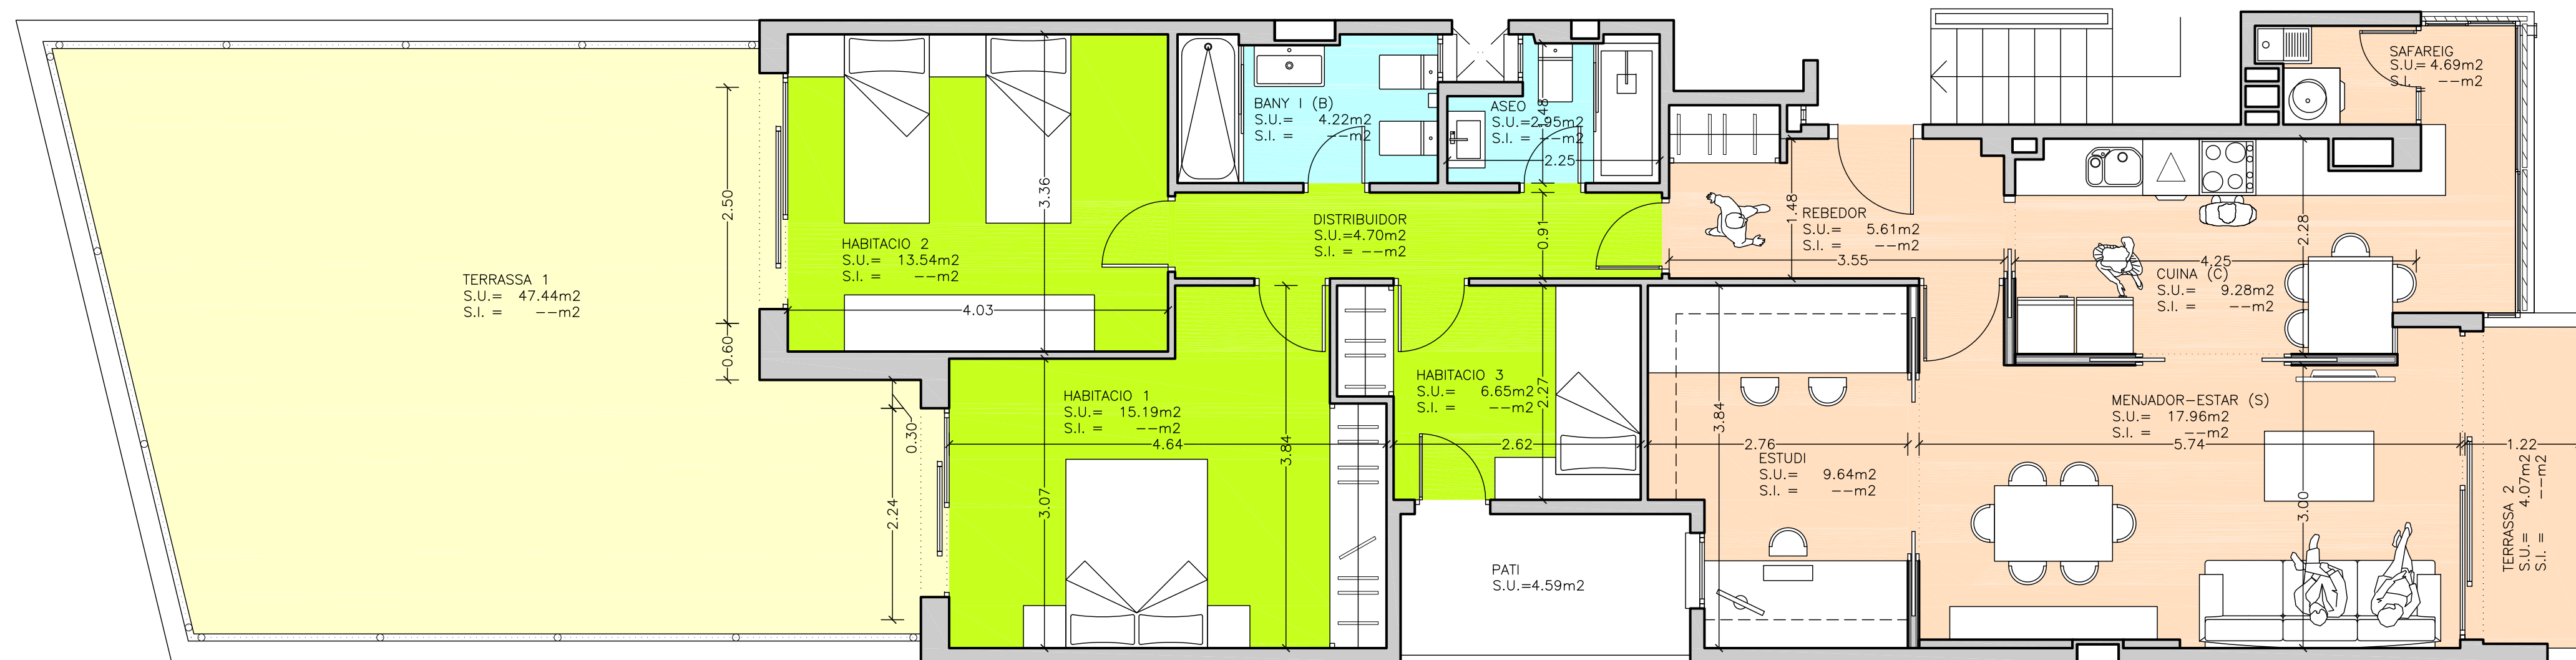 TERRASSA 1
S.U.= 47.44m2
S.I. = --m2
2.50
0.60
2.24
0.30
HABITACIO 2
S.U.= 13.54m2
S.I. = --m2
3.36
4.03
HABITACIO 1
S.U.= 15.19m2
S.I. = --m2
4.64
3.07
3.84
BANY I (B)
S.U.= 4.22m2
S.I. = --m2
ASEO
S.U.=2.95m2
S.I. = --m2
1.48
2.25
DISTRIBUIDOR
S.U.=4.70m2
S.I. = --m2
0.91
HABITACIO 3
S.U.= 6.65m2
S.I. = --m2
2.27
2.62
PATI
S.U.=4.59m2
REBEDOR
S.U.= 5.61m2
S.I. = --m2
1.48
3.55
ESTUDI
S.U.= 9.64m2
S.I. = --m2
3.84
2.76
CUINA (C)
S.U.= 9.28m2
S.I. = --m2
2.28
4.25
SAFAREIG
S.U.= 4.69m2
S.I. --m2
MENJADOR-ESTAR (S)
S.U.= 17.96m2
S.I. = --m2
5.74
3.00
1.22
TERRASSA 2
S.U.= 4.07m2
S.I. = --m2